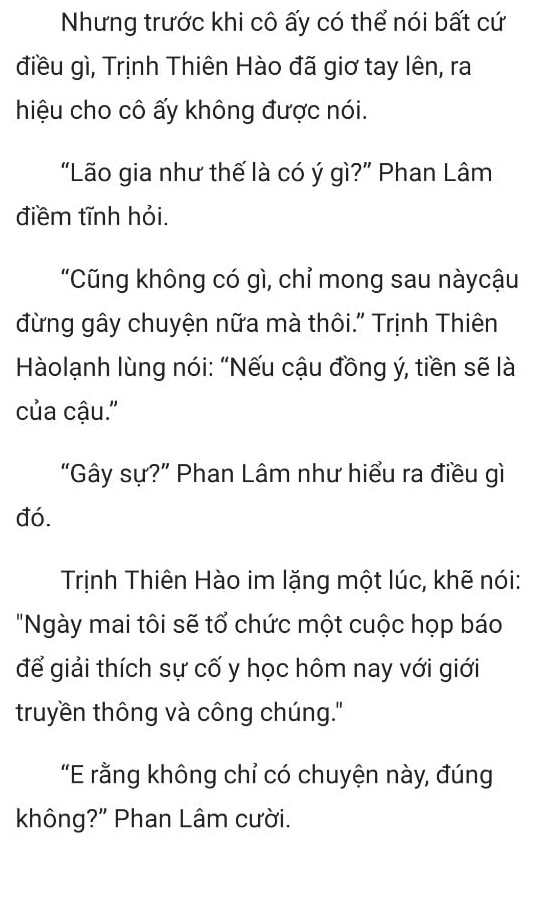 Nhưng trước khi cô ấy có thể nói bất cứ
điều gì, Trịnh Thiên Hào đã giơ tay lên, ra
hiệu cho cô ấy không được nói.
“Lão gia như thế là có ý gì?” Phan Lâm
điềm tĩnh hỏi.
“Cũng không có gì, chỉ mong sau nàycậu
đừng gây chuyện nữa mà thôi.” Trịnh Thiên
Hàolạnh lùng nói: “Nếu cậu đồng ý, tiền sẽ là
của cậu.”
“Gây sự?” Phan Lâm như hiểu ra điều gì
đó.
Trịnh Thiên Hào im lặng một lúc, khẽ nói:
"Ngày mai tôi sẽ tổ chức một cuộc họp báo
để giải thích sự cố y học hôm nay với giới
truyền thông và công chúng."
“E rằng không chỉ có chuyện này, đúng
không?” Phan Lâm cười.